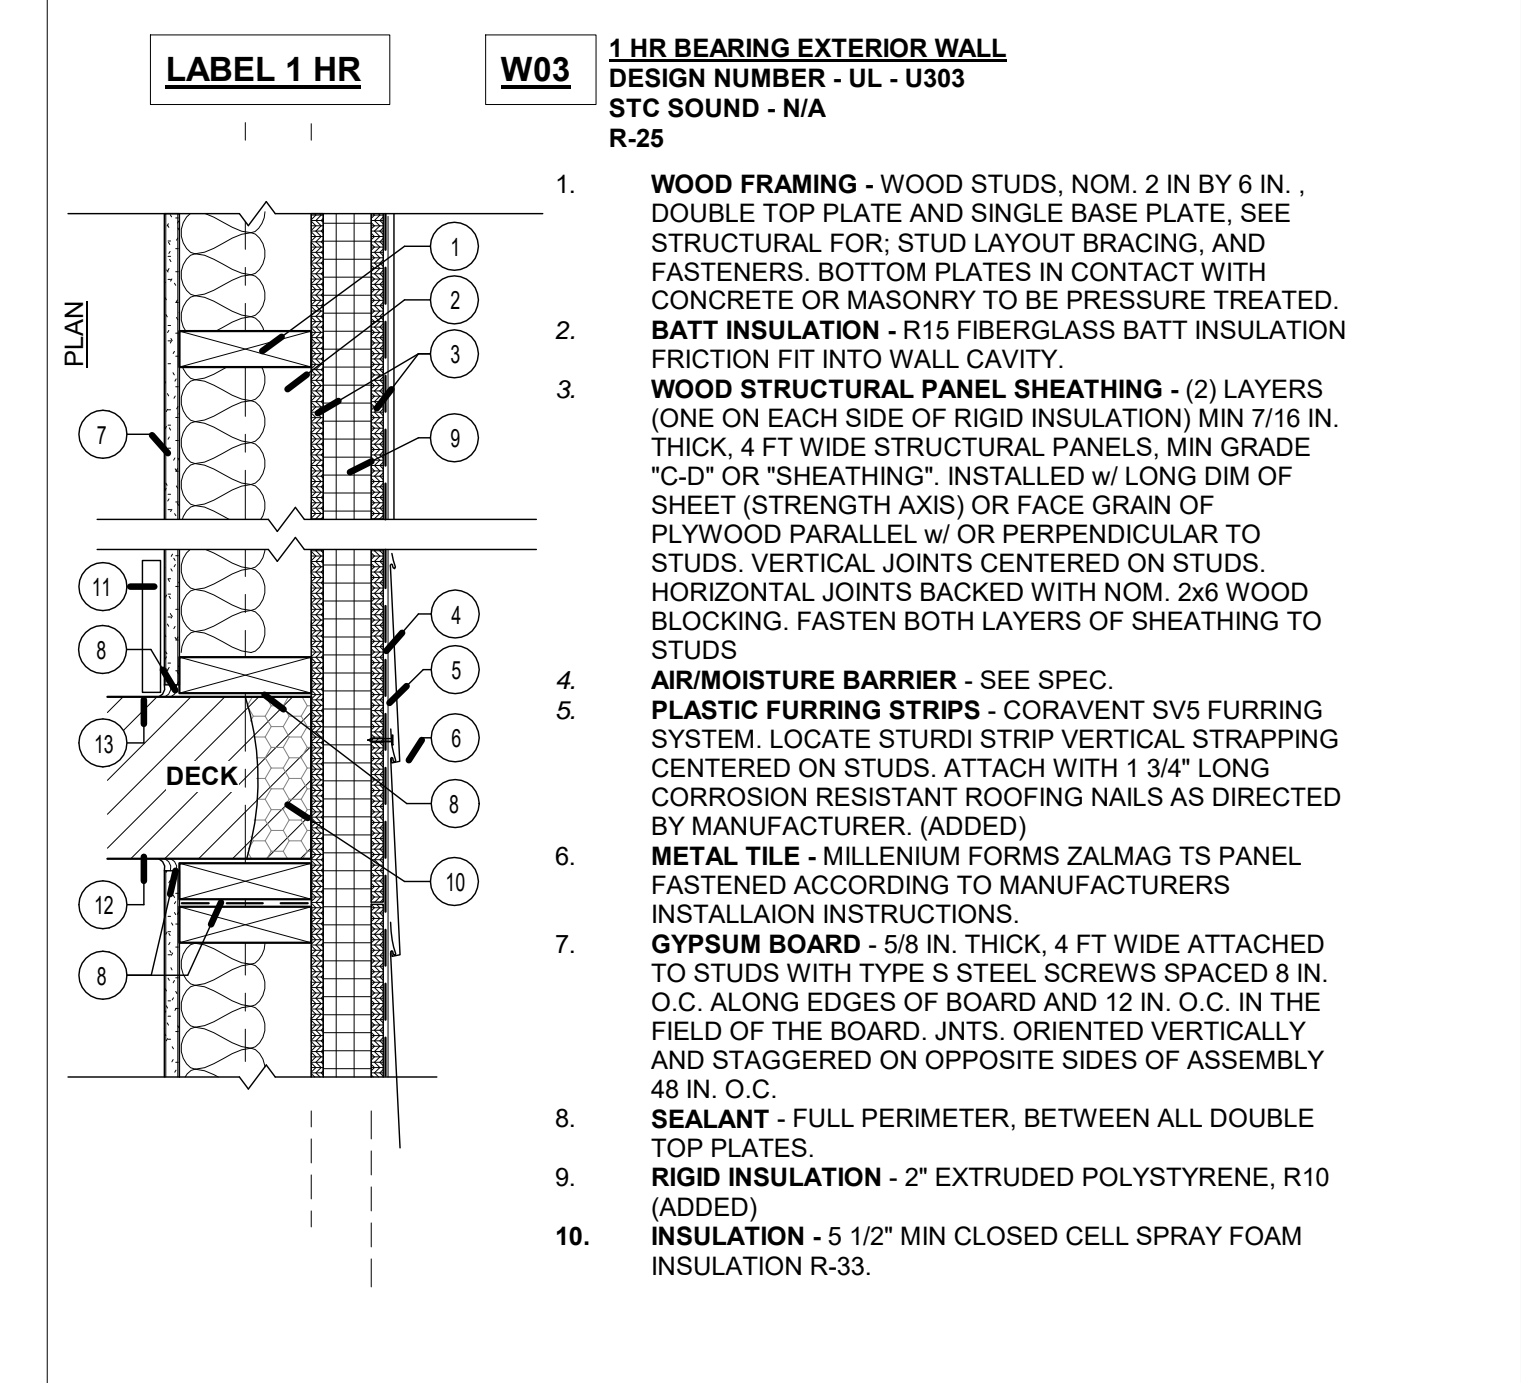 LABEL 1 HR
W03
1 HR BEARING EXTERIOR WALL
DESIGN NUMBER - UL - U303
STC SOUND - N/A
R-25
1. WOOD FRAMING - WOOD STUDS, NOM. 2 IN BY 6 IN. ,
DOUBLE TOP PLATE AND SINGLE BASE PLATE, SEE
STRUCTURAL FOR; STUD LAYOUT BRACING, AND
FASTENERS. BOTTOM PLATES IN CONTACT WITH
CONCRETE OR MASONRY TO BE PRESSURE TREATED.
2. BATT INSULATION - R15 FIBERGLASS BATT INSULATION
FRICTION FIT INTO WALL CAVITY.
3. WOOD STRUCTURAL PANEL SHEATHING - (2) LAYERS
(ONE ON EACH SIDE OF RIGID INSULATION) MIN 7/16 IN.
THICK, 4 FT WIDE STRUCTURAL PANELS, MIN GRADE
"C-D" OR "SHEATHING". INSTALLED w/ LONG DIM OF
SHEET (STRENGTH AXIS) OR FACE GRAIN OF
PLYWOOD PARALLEL w/ OR PERPENDICULAR TO
STUDS. VERTICAL JOINTS CENTERED ON STUDS.
HORIZONTAL JOINTS BACKED WITH NOM. 2x6 WOOD
BLOCKING. FASTEN BOTH LAYERS OF SHEATHING TO
STUDS
4. AIR/MOISTURE BARRIER - SEE SPEC.
5. PLASTIC FURRING STRIPS - CORAVENT SV5 FURRING
SYSTEM. LOCATE STURDI STRIP VERTICAL STRAPPING
CENTERED ON STUDS. ATTACH WITH 1 3/4" LONG
CORROSION RESISTANT ROOFING NAILS AS DIRECTED
BY MANUFACTURER. (ADDED)
6. METAL TILE - MILLENIUM FORMS ZALMAG TS PANEL
FASTENED ACCORDING TO MANUFACTURERS
INSTALLAION INSTRUCTIONS.
7. GYPSUM BOARD - 5/8 IN. THICK, 4 FT WIDE ATTACHED
TO STUDS WITH TYPE S STEEL SCREWS SPACED 8 IN.
O.C. ALONG EDGES OF BOARD AND 12 IN. O.C. IN THE
FIELD OF THE BOARD. JNTS. ORIENTED VERTICALLY
AND STAGGERED ON OPPOSITE SIDES OF ASSEMBLY
48 IN. O.C.
8. SEALANT - FULL PERIMETER, BETWEEN ALL DOUBLE
TOP PLATES.
9. RIGID INSULATION - 2" EXTRUDED POLYSTYRENE, R10
(ADDED)
10. INSULATION - 5 1/2" MIN CLOSED CELL SPRAY FOAM
INSULATION R-33.
PLAN
1
2
3
7
9
11
4
8
5
6
13
DECK
8
10
12
8